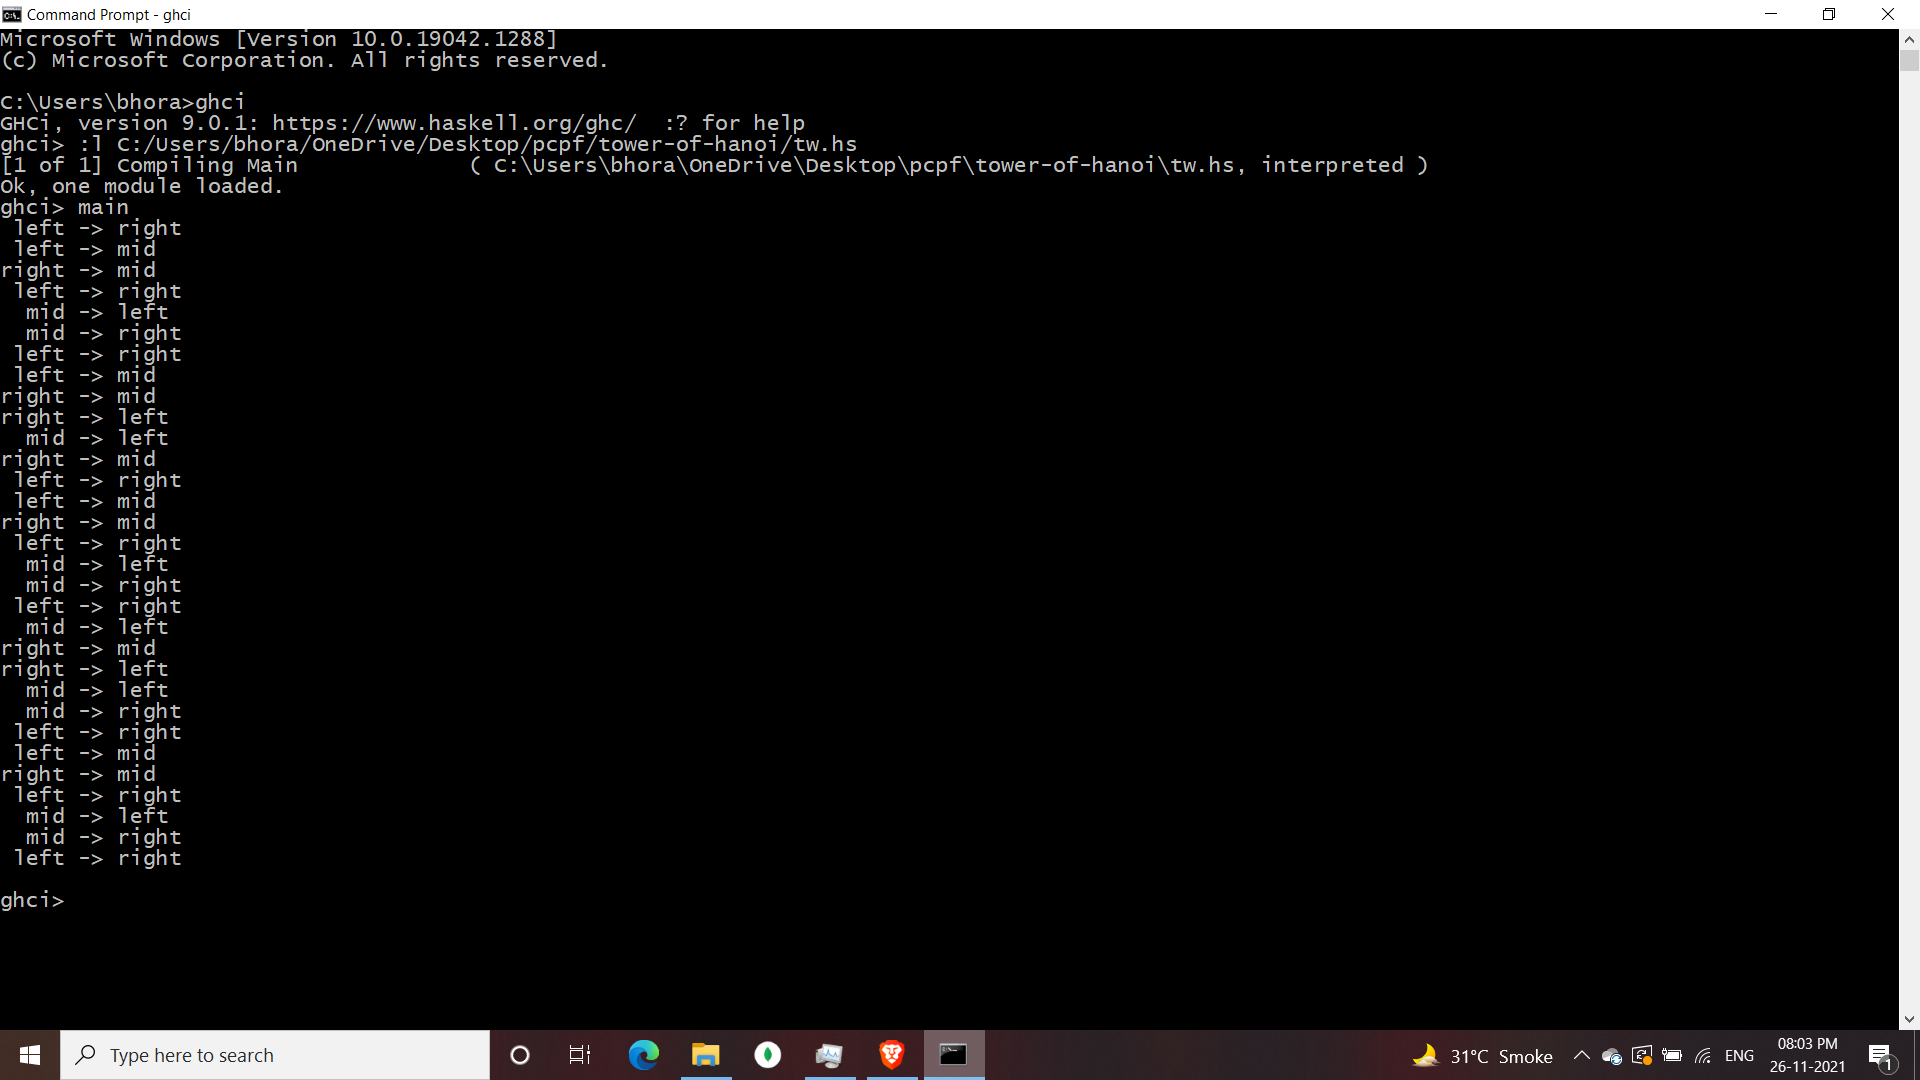 Command Prompt - ghci
Microsoft Windows [Version 10.0.19042.1288]
(c) Microsoft Corporation. All rights reserved.
C:\Users\bhora>ghci
GHCi, version 9.0.1: https://www.haskell.org/ghc/  :? for help
ghci> :l C:/Users/bhora/OneDrive/Desktop/pcpf/tower-of-hanoi/tw.hs
[1 of 1] Compiling Main             ( C:\Users\bhora\OneDrive\Desktop\pcpf\tower-of-hanoi\tw.hs, interpreted )
Ok, one module loaded.
ghci> main
 left -> right
 left -> mid
right -> mid
 left -> right
  mid -> left
  mid -> right
 left -> right
 left -> mid
right -> mid
right -> left
  mid -> left
right -> mid
 left -> right
 left -> mid
right -> mid
 left -> right
  mid -> left
  mid -> right
 left -> right
  mid -> left
right -> mid
right -> left
  mid -> left
  mid -> right
 left -> right
 left -> mid
right -> mid
 left -> right
  mid -> left
  mid -> right
 left -> right
ghci>
Type here to search
31°C Smoke
ENG
08:03 PM
26-11-2021
1